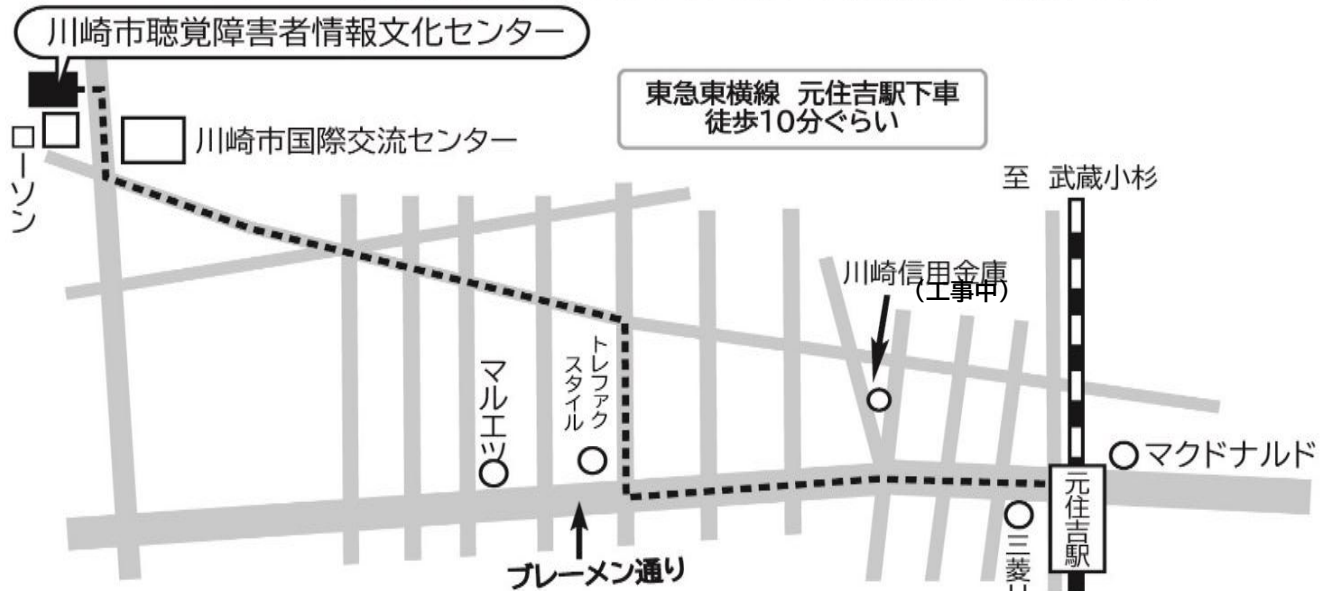 川崎市聴覚障害者情報文化センター
東急東横線 元住吉駅下車
徒歩10分ぐらい
ローソン
川崎市国際交流センター
至 武蔵小杉
川崎信用金庫
（工事中）
マルエツ
トレファク
スタイル
マクドナルド
元住吉駅
三菱U
ブレーメン通り